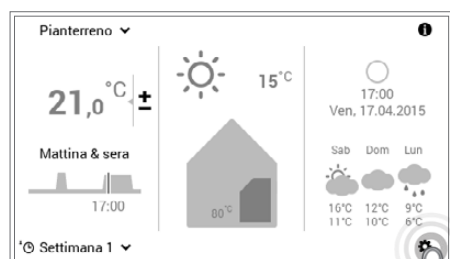 Pianterreno
21,0°C ±
15°C
17:00
Ven, 17.04.2015
Mattina & sera
17:00
80°C
Sab Dom Lun
16°C 12°C 9°C
11°C 10°C 6°C
Settimana 1